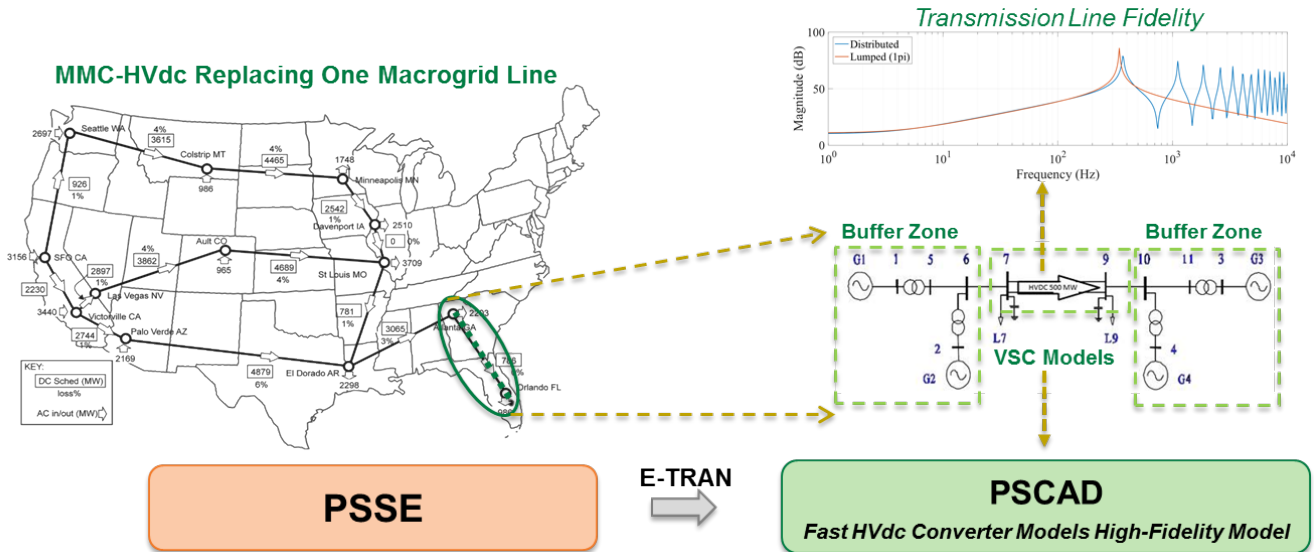 MMC-HVdc Replacing One Macrogrid Line
Seattle WA
2697
4%
3615
Colstrip MT
986
4%
4465
1748
Minneapolis MN
926
1%
2542
1%
Davenport IA
2510
0 0%
3156
SFO CA
Ault CO
4%
3862
965
4689
4%
3709
St Louis MO
2897
1%
Las Vegas NV
2230
3440
Victorville CA
2744
1%
Palo Verde AZ
2169
781
1%
3065
3%
2203
Atlanta GA
4879
6%
El Dorado AR
2298
0%
Orlando FL
KEY:
DC Sched (MW)
loss%
AC in/out (MW)
Transmission Line Fidelity
Distributed
Lumped (1pi)
Magnitude (dB)
100
50
0
10^0
10^1
10^2
10^3
10^4
Frequency (Hz)
Buffer Zone
Buffer Zone
G1 1 5 6 7 9 10 11 3 G3
HVDC 500 MW
L7
L9
2
4
G2
G4
VSC Models
PSSE
E-TRAN
PSCAD
Fast HVdc Converter Models High-Fidelity Model